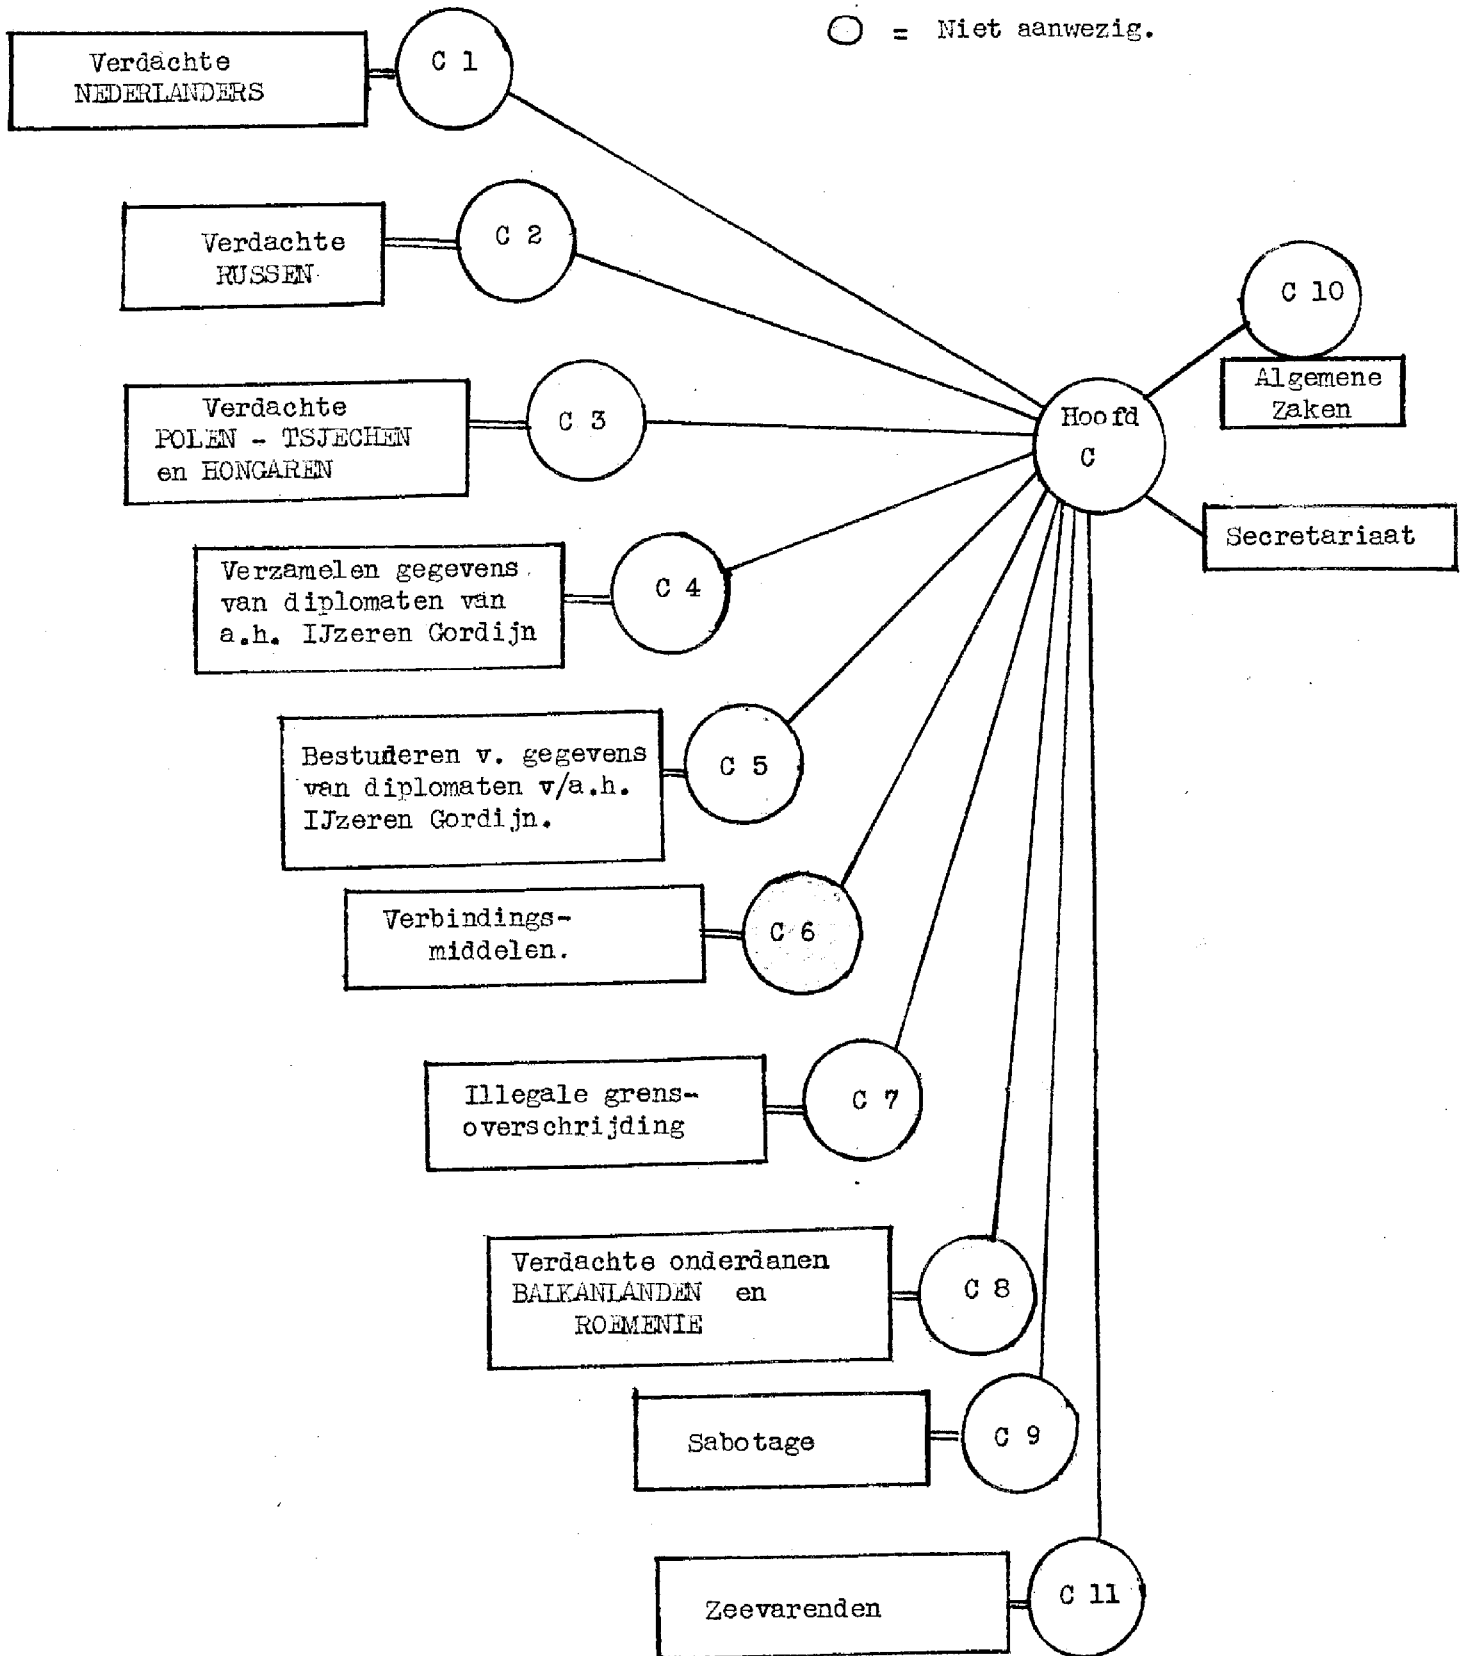 = Niet aanwezig.
Verdachte
NEDERLANDERS
C 1
Verdachte
RUSSEN
C 2
C 10
Algemene
Zaken
Verdachte
POLEN - TSJECHEN
en HONGAREN
C 3
Hoofd
C
Secretariaat
Verzamelen gegevens
van diplomaten van
a.h. IJzeren Gordijn
C 4
Bestuderen v. gegevens
van diplomaten v/a.h.
IJzeren Gordijn.
C 5
Verbindings-
middelen.
C 6
Illegale grens-
overschrijding
C 7
Verdachte onderdanen
BALKANLANDEN en
ROEMENIE
C 8
Sabotage
C 9
Zeevarenden
C 11